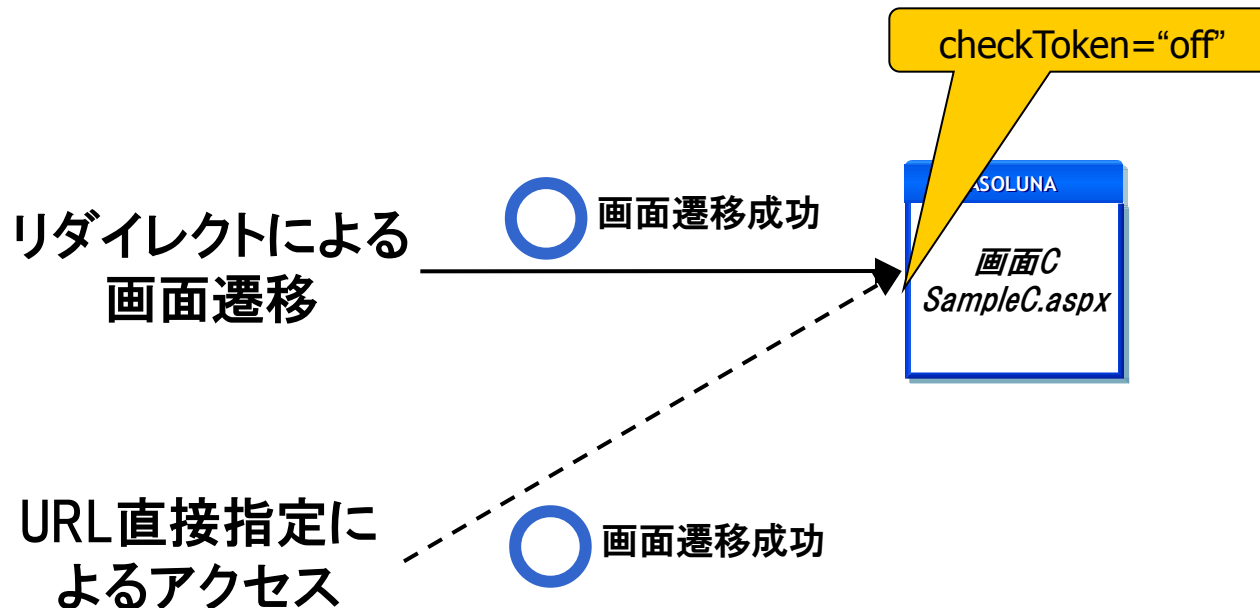 checkToken=“off”
ASOLUNA
リダイレクトによる
画面遷移
画面遷移成功
画面C
SampleC.aspx
URL直接指定に
よるアクセス
画面遷移成功